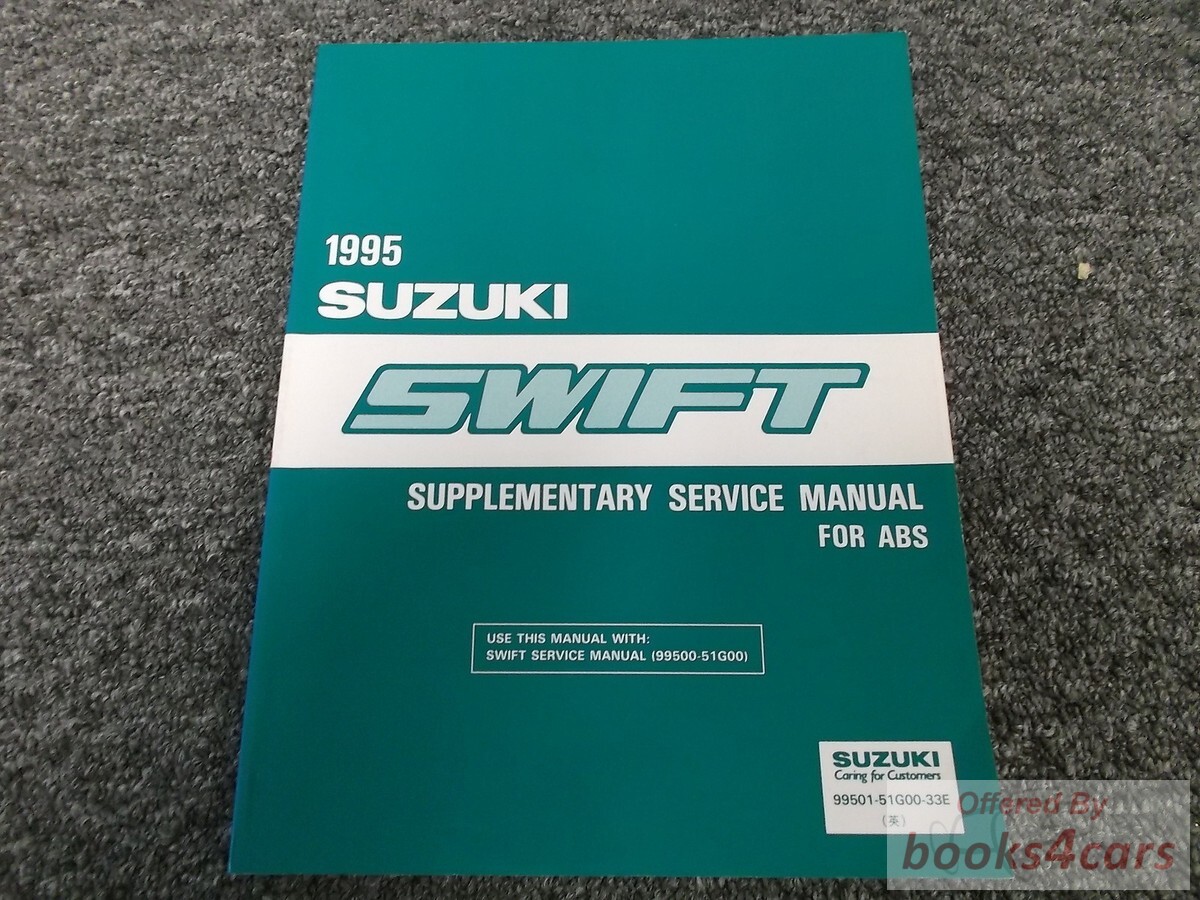 1995
SUZUKI
SWIFT
SUPPLEMENTARY SERVICE MANUAL
FOR ABS
USE THIS MANUAL WITH:
SWIFT SERVICE MANUAL (99500-51G00)
SUZUKI
Caring for Customers
99501-51G00-33E
(英)
Offered By
books4cars